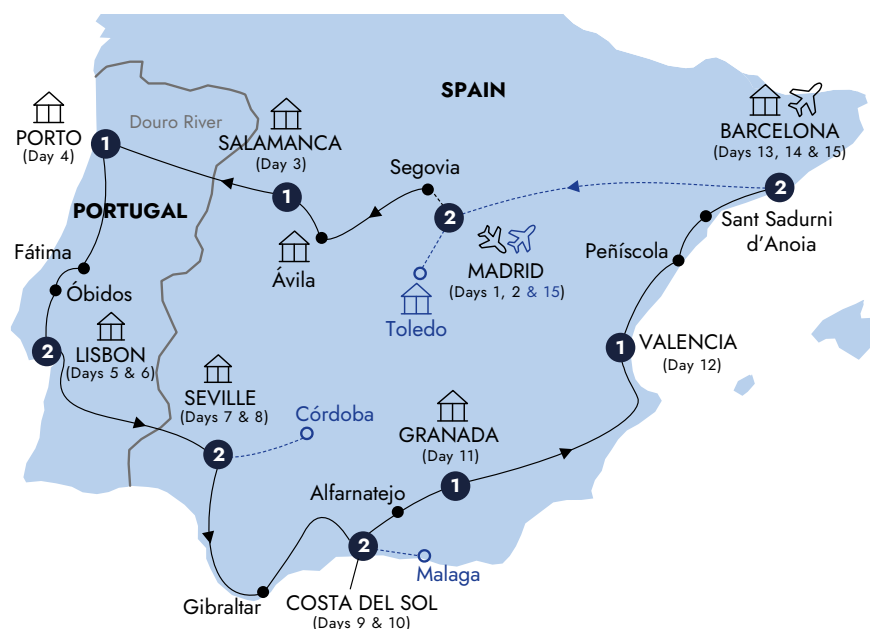 SPAIN
Douro River
PORTO
(Day 4)
1
SALAMANCA
(Day 3)
1
Segovia
BARCELONA
(Days 13, 14 & 15)
2
PORTUGAL
2
Sant Sadurni
d'Anoia
Fátima
Ávila
MADRID
(Days 1, 2 & 15)
Peñíscola
Óbidos
Toledo
2
LISBON
(Days 5 & 6)
1
VALENCIA
(Day 12)
SEVILLE
(Days 7 & 8)
2
Córdoba
GRANADA
(Day 11)
1
Alfarnatejo
2
Malaga
Gibraltar
COSTA DEL SOL
(Days 9 & 10)